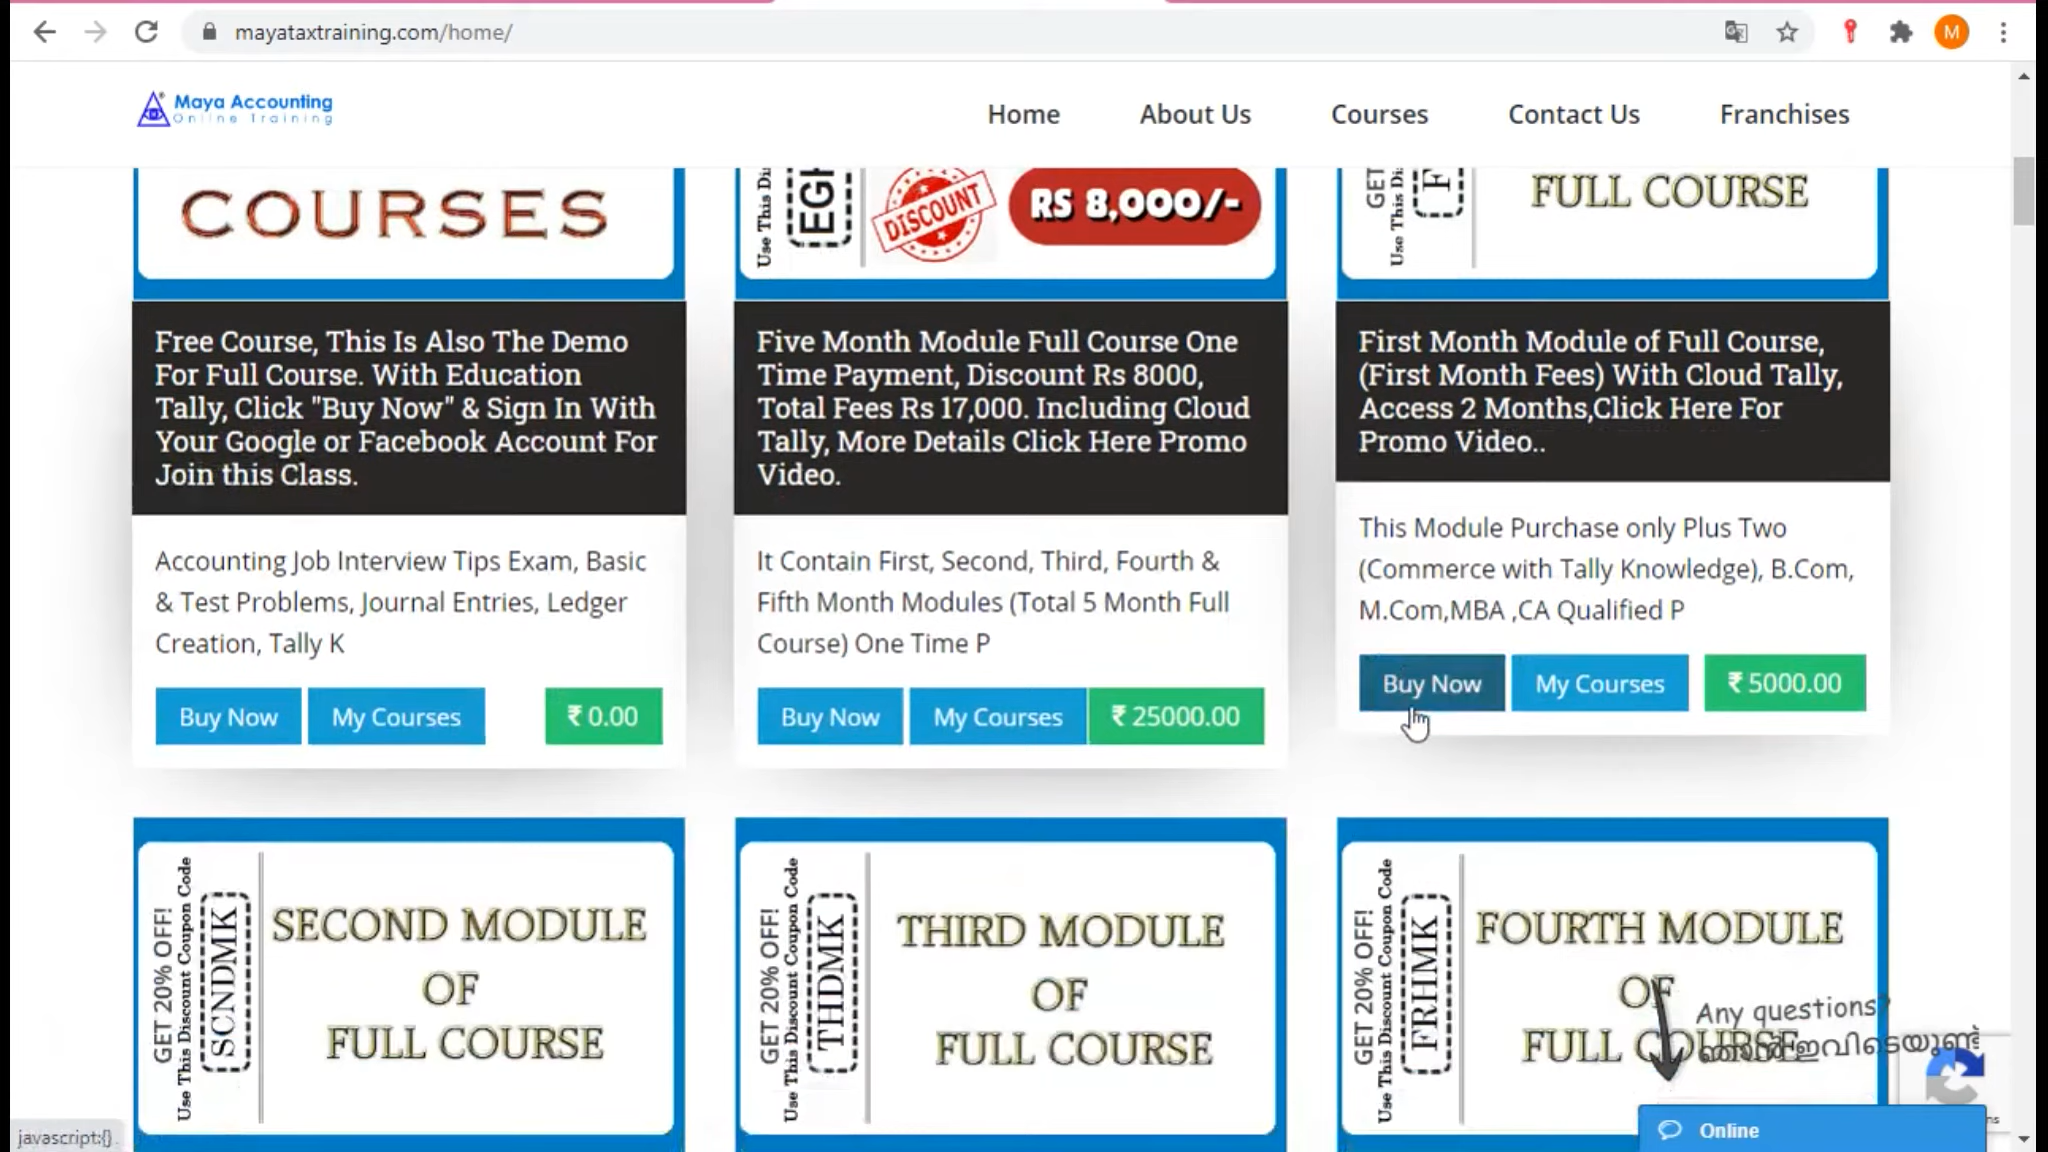 mayataxtraining.com/home/
M
Maya Accounting
Online Training
Home
About Us
Courses
Contact Us
Franchises
COURSES
Use This Di
EGH
DISCOUNT
RS 8,000/-
GET
Use This Di
F
FULL COURSE
Free Course, This Is Also The Demo
For Full Course. With Education
Tally, Click "Buy Now" & Sign In With
Your Google or Facebook Account For
Join this Class.
Accounting Job Interview Tips Exam, Basic
& Test Problems, Journal Entries, Ledger
Creation, Tally K
Buy Now
My Courses
₹ 0.00
Five Month Module Full Course One
Time Payment, Discount Rs 8000,
Total Fees Rs 17,000. Including Cloud
Tally, More Details Click Here Promo
Video.
It Contain First, Second, Third, Fourth &
Fifth Month Modules (Total 5 Month Full
Course) One Time P
Buy Now
My Courses
₹ 25000.00
First Month Module of Full Course,
(First Month Fees) With Cloud Tally,
Access 2 Months,Click Here For
Promo Video..
This Module Purchase only Plus Two
(Commerce with Tally Knowledge), B.Com,
M.Com,MBA ,CA Qualified P
Buy Now
My Courses
₹ 5000.00
GET 20% OFF!
Use This Discount Coupon Code
SCNDMK
SECOND MODULE
OF
FULL COURSE
GET 20% OFF!
Use This Discount Coupon Code
THDMK
THIRD MODULE
OF
FULL COURSE
GET 20% OFF!
Use This Discount Coupon Code
FRHMK
FOURTH MODULE
OF
FULL COURSE
Any questions?
ഞാൻ ഇവിടെയുണ്ട്
Online
ns
javascript:{}